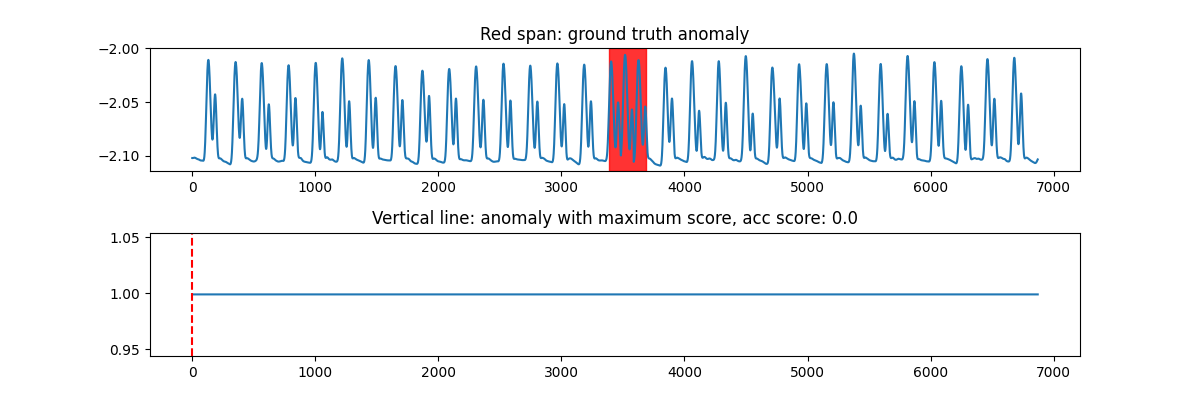 Red span: ground truth anomaly
−2.00
−2.05
−2.10
0 1000 2000 3000 4000 5000 6000 7000
Vertical line: anomaly with maximum score, acc score: 0.0
1.05
1.00
0.95
0 1000 2000 3000 4000 5000 6000 7000